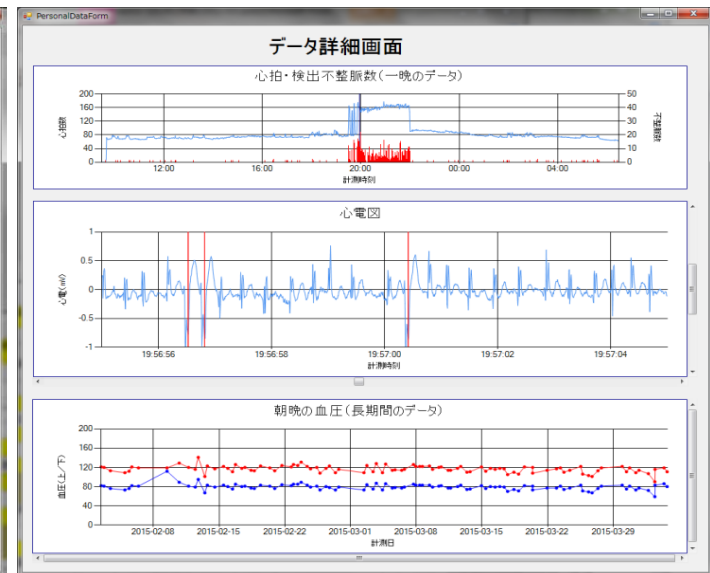 PersonalDataForm
データ詳細画面
心拍・検出不整脈数(一晩のデータ)
心拍数
200
160
120
80
40
0
50
40
30
20
10
0
不整脈数
12:00 16:00 20:00 00:00 04:00
計測時刻
心電図
心電(mV)
1
0.5
0
-0.5
-1
19:56:56 19:56:58 19:57:00 19:57:02 19:57:04
計測時刻
朝晩の血圧(長期間のデータ)
血圧(上/下)
200
160
120
80
40
0
2015-02-08 2015-02-15 2015-02-22 2015-03-01 2015-03-08 2015-03-15 2015-03-22 2015-03-29
計測日